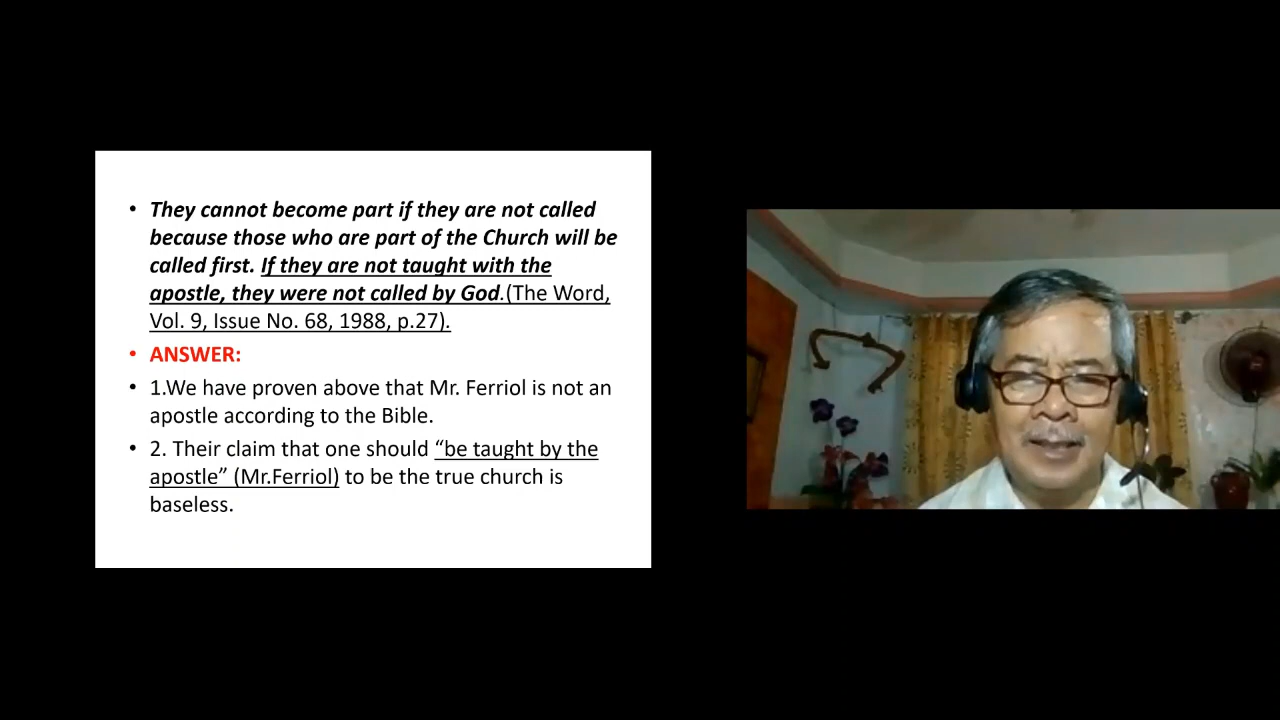 • They cannot become part if they are not called
because those who are part of the Church will be
called first. If they are not taught with the
apostle, they were not called by God.(The Word,
Vol. 9, Issue No. 68, 1988, p.27).
• ANSWER:
• 1.We have proven above that Mr. Ferriol is not an
apostle according to the Bible.
• 2. Their claim that one should “be taught by the
apostle” (Mr.Ferriol) to be the true church is
baseless.